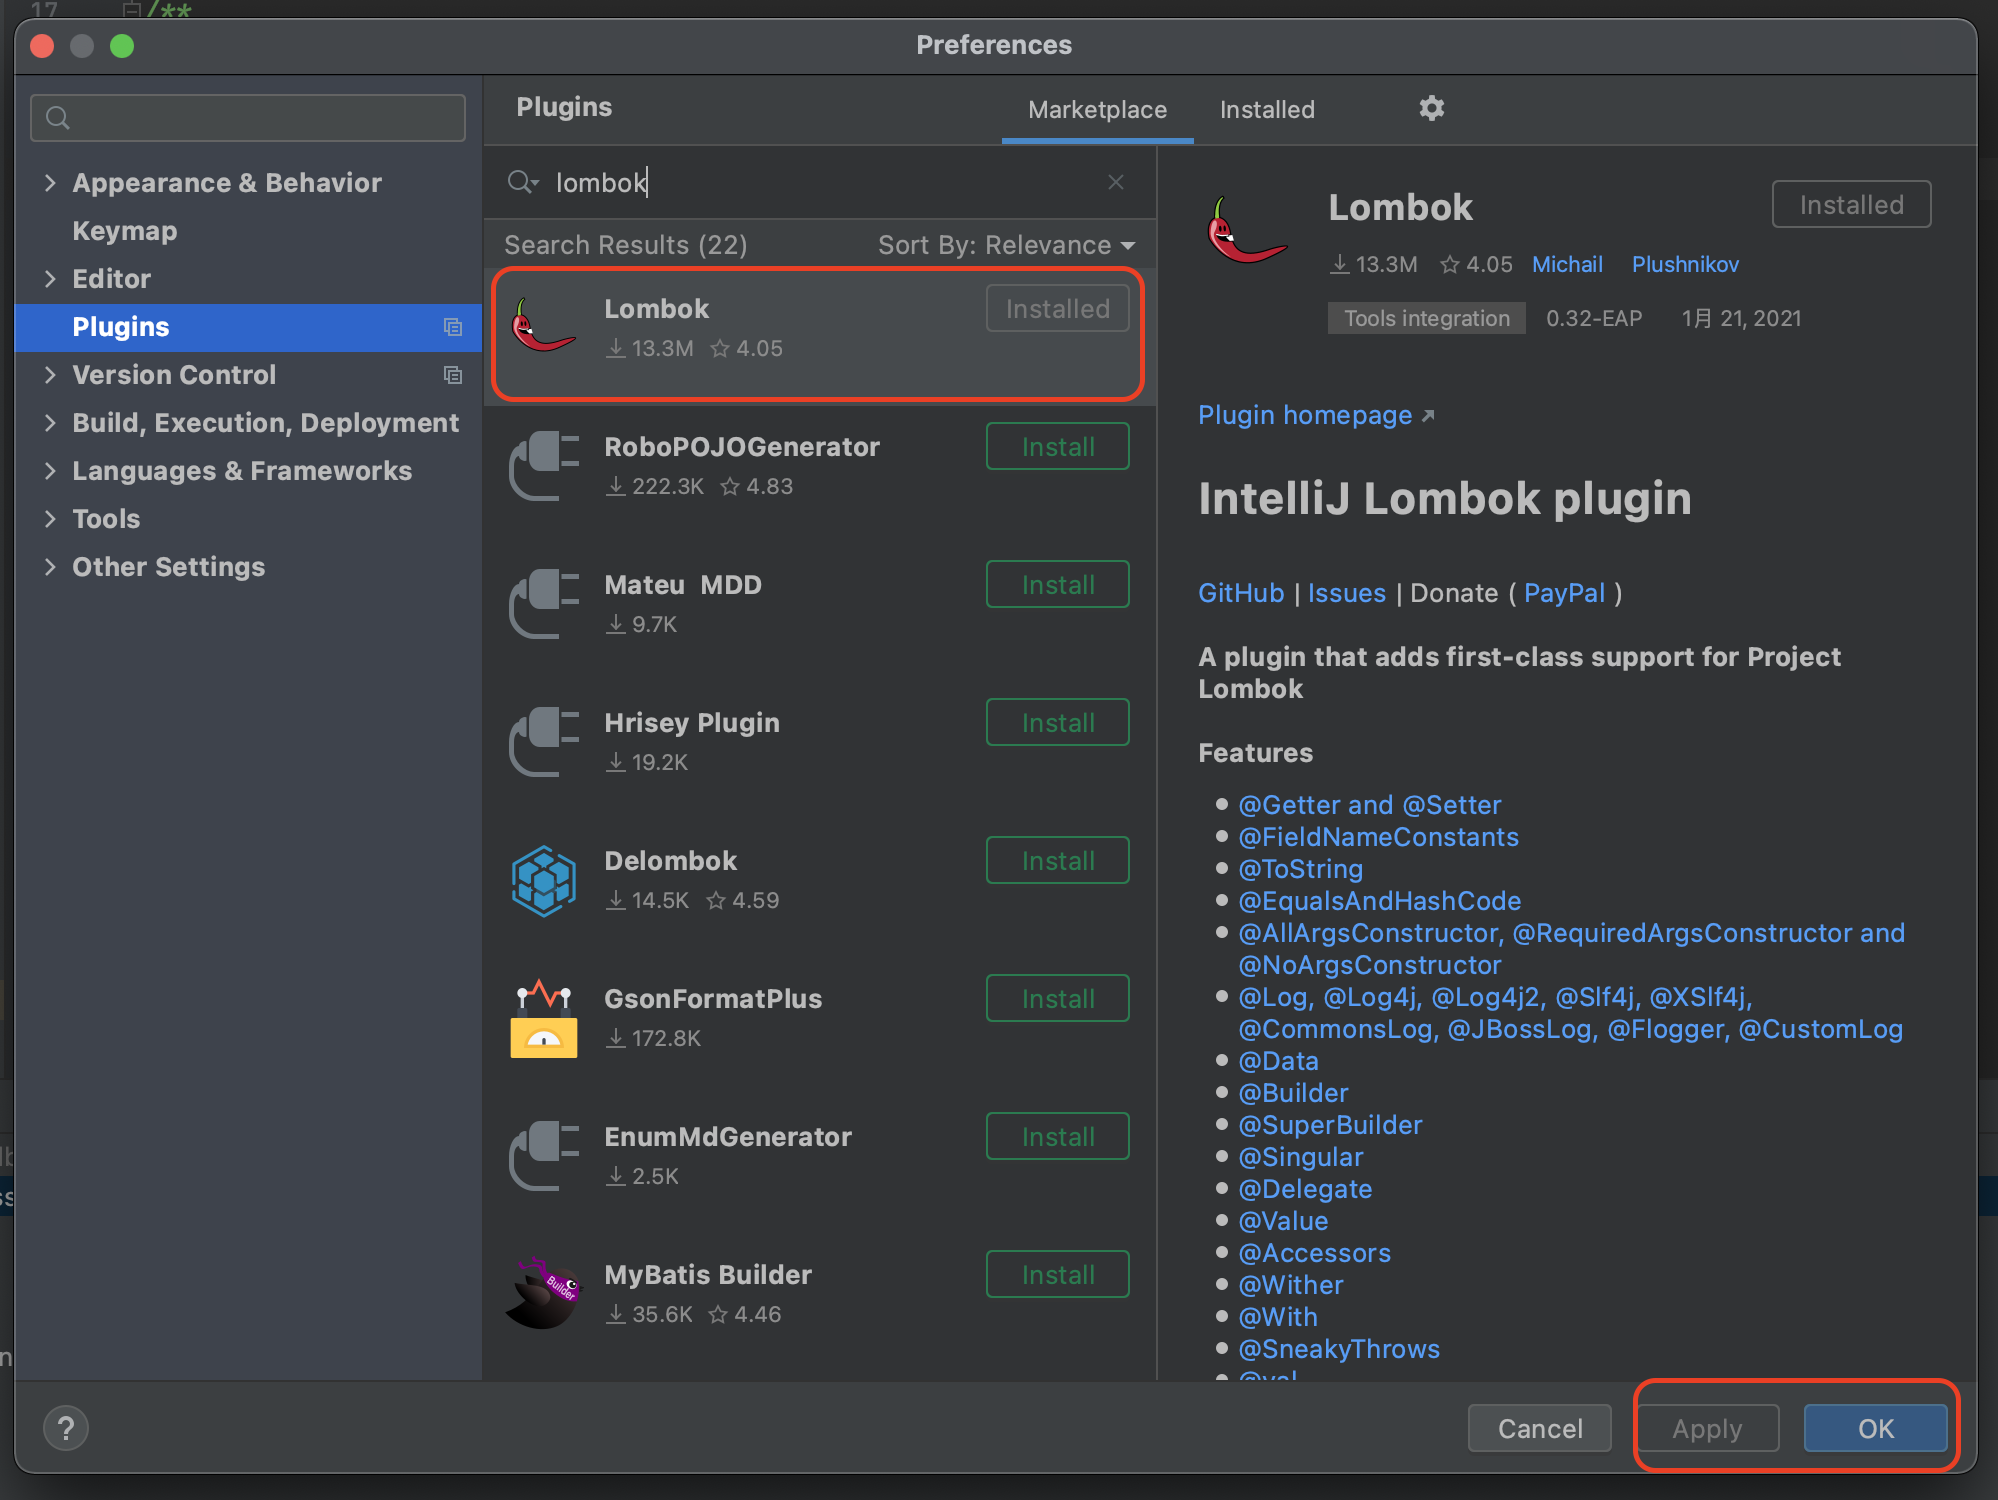 17 /**
Preferences
Appearance & Behavior
Keymap
Editor
Plugins
Version Control
Build, Execution, Deployment
Languages & Frameworks
Tools
Other Settings
Plugins
Marketplace
Installed
lombok
Search Results (22)
Sort By: Relevance
Lombok
Installed
13.3M 4.05
RoboPOJOGenerator
Install
222.3K 4.83
Mateu MDD
Install
9.7K
Hrisey Plugin
Install
19.2K
Delombok
Install
14.5K 4.59
GsonFormatPlus
Install
172.8K
EnumMdGenerator
Install
2.5K
Builder
MyBatis Builder
Install
35.6K 4.46
Lombok
Installed
13.3M 4.05 Michail Plushnikov
Tools integration 0.32-EAP 1月 21, 2021
Plugin homepage
IntelliJ Lombok plugin
GitHub | Issues | Donate ( PayPal )
A plugin that adds first-class support for Project
Lombok
Features
@Getter and @Setter
@FieldNameConstants
@ToString
@EqualsAndHashCode
@AllArgsConstructor, @RequiredArgsConstructor and
@NoArgsConstructor
@Log, @Log4j, @Log4j2, @Slf4j, @XSlf4j,
@CommonsLog, @JBossLog, @Flogger, @CustomLog
@Data
@Builder
@SuperBuilder
@Singular
@Delegate
@Value
@Accessors
@Wither
@With
@SneakyThrows
@val
?
Cancel
Apply
OK